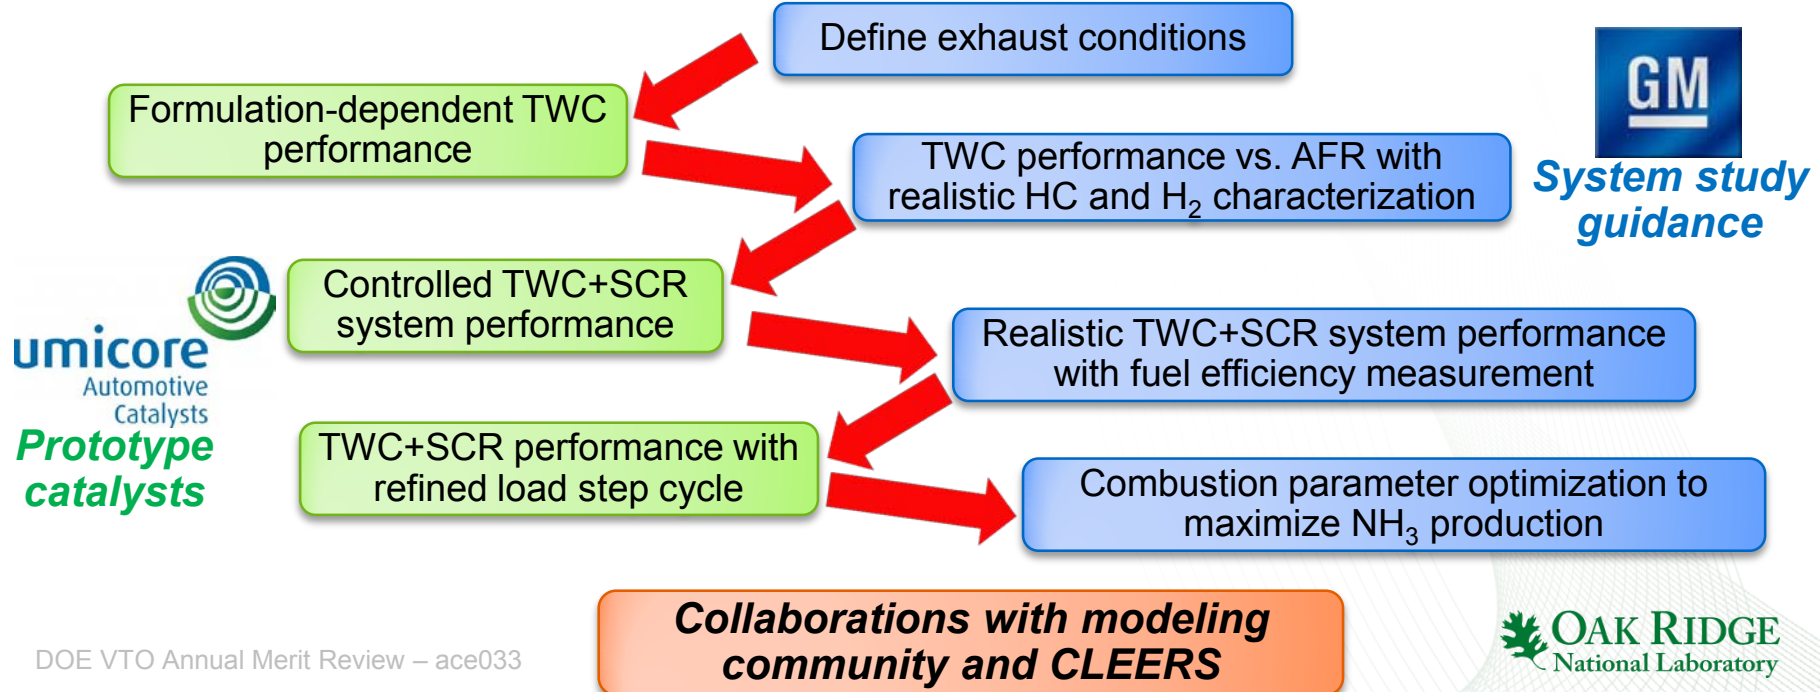 Define exhaust conditions
Formulation-dependent TWC
performance
GM
TWC performance vs. AFR with
realistic HC and H₂ characterization
System study
guidance
Controlled TWC+SCR
system performance
umicore
Automotive
Catalysts
Realistic TWC+SCR system performance
with fuel efficiency measurement
Prototype
catalysts
TWC+SCR performance with
refined load step cycle
Combustion parameter optimization to
maximize NH₃ production
Collaborations with modeling
community and CLEERS
DOE VTO Annual Merit Review – ace033
OAK RIDGE
National Laboratory